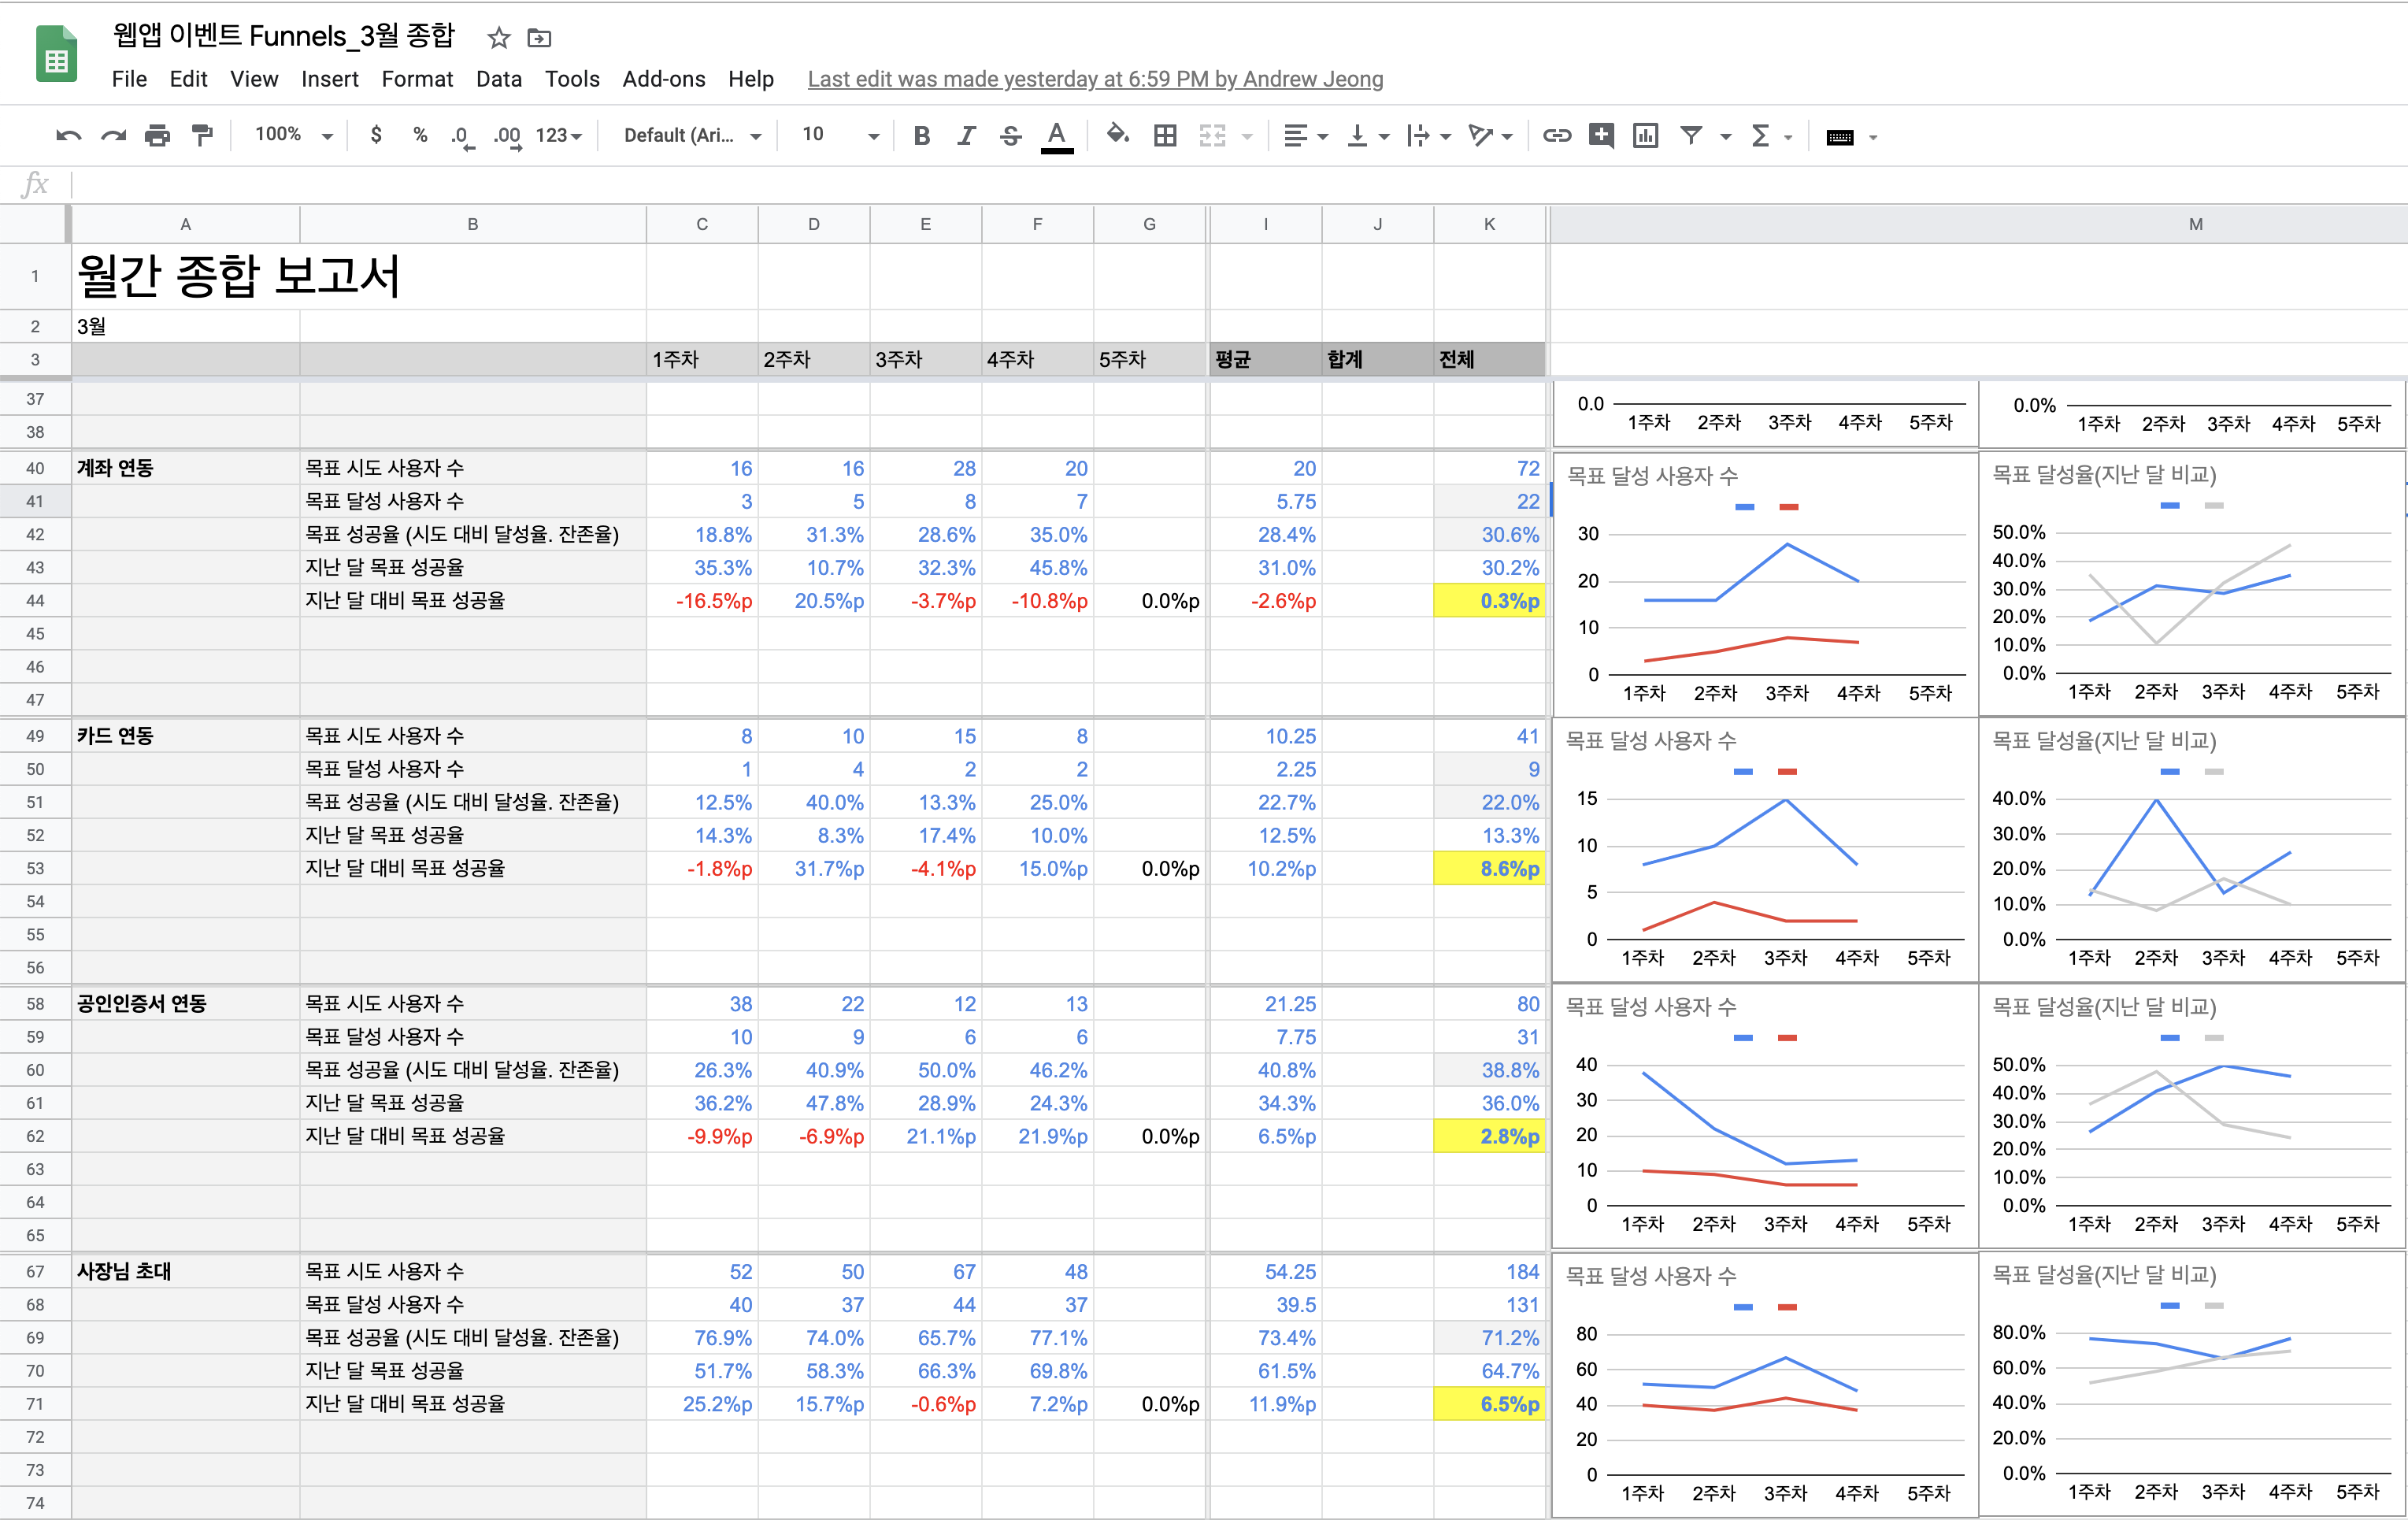 웹앱 이벤트 Funnels_3월 종합
File Edit View Insert Format Data Tools Add-ons Help Last edit was made yesterday at 6:59 PM by Andrew Jeong
100% $ % .0 .00 123 Default (Ari... 10 B I S A
fx
A B C D E F G I J K M
1 월간 종합 보고서
2 3월
3 1주차 2주차 3주차 4주차 5주차 평균 합계 전체
37
38
40 계좌 연동 목표 시도 사용자 수 16 16 28 20 20 72
41 목표 달성 사용자 수 3 5 8 7 5.75 22
42 목표 성공율 (시도 대비 달성율. 잔존율) 18.8% 31.3% 28.6% 35.0% 28.4% 30.6%
43 지난 달 목표 성공율 35.3% 10.7% 32.3% 45.8% 31.0% 30.2%
44 지난 달 대비 목표 성공율 -16.5%p 20.5%p -3.7%p -10.8%p 0.0%p -2.6%p 0.3%p
45
46
47
49 카드 연동 목표 시도 사용자 수 8 10 15 8 10.25 41
50 목표 달성 사용자 수 1 4 2 2 2.25 9
51 목표 성공율 (시도 대비 달성율. 잔존율) 12.5% 40.0% 13.3% 25.0% 22.7% 22.0%
52 지난 달 목표 성공율 14.3% 8.3% 17.4% 10.0% 12.5% 13.3%
53 지난 달 대비 목표 성공율 -1.8%p 31.7%p -4.1%p 15.0%p 0.0%p 10.2%p 8.6%p
54
55
56
58 공인인증서 연동 목표 시도 사용자 수 38 22 12 13 21.25 80
59 목표 달성 사용자 수 10 9 6 6 7.75 31
60 목표 성공율 (시도 대비 달성율. 잔존율) 26.3% 40.9% 50.0% 46.2% 40.8% 38.8%
61 지난 달 목표 성공율 36.2% 47.8% 28.9% 24.3% 34.3% 36.0%
62 지난 달 대비 목표 성공율 -9.9%p -6.9%p 21.1%p 21.9%p 0.0%p 6.5%p 2.8%p
63
64
65
67 사장님 초대 목표 시도 사용자 수 52 50 67 48 54.25 184
68 목표 달성 사용자 수 40 37 44 37 39.5 131
69 목표 성공율 (시도 대비 달성율. 잔존율) 76.9% 74.0% 65.7% 77.1% 73.4% 71.2%
70 지난 달 목표 성공율 51.7% 58.3% 66.3% 69.8% 61.5% 64.7%
71 지난 달 대비 목표 성공율 25.2%p 15.7%p -0.6%p 7.2%p 0.0%p 11.9%p 6.5%p
72
73
74
0.0
1주차 2주차 3주차 4주차 5주차
0.0%
1주차 2주차 3주차 4주차 5주차
목표 달성 사용자 수
30
20
10
0
1주차 2주차 3주차 4주차 5주차
목표 달성율(지난 달 비교)
50.0%
40.0%
30.0%
20.0%
10.0%
0.0%
1주차 2주차 3주차 4주차 5주차
목표 달성 사용자 수
15
10
5
0
1주차 2주차 3주차 4주차 5주차
목표 달성율(지난 달 비교)
40.0%
30.0%
20.0%
10.0%
0.0%
1주차 2주차 3주차 4주차 5주차
목표 달성 사용자 수
40
30
20
10
0
1주차 2주차 3주차 4주차 5주차
목표 달성율(지난 달 비교)
50.0%
40.0%
30.0%
20.0%
10.0%
0.0%
1주차 2주차 3주차 4주차 5주차
목표 달성 사용자 수
80
60
40
20
0
1주차 2주차 3주차 4주차 5주차
목표 달성율(지난 달 비교)
80.0%
60.0%
40.0%
20.0%
0.0%
1주차 2주차 3주차 4주차 5주차